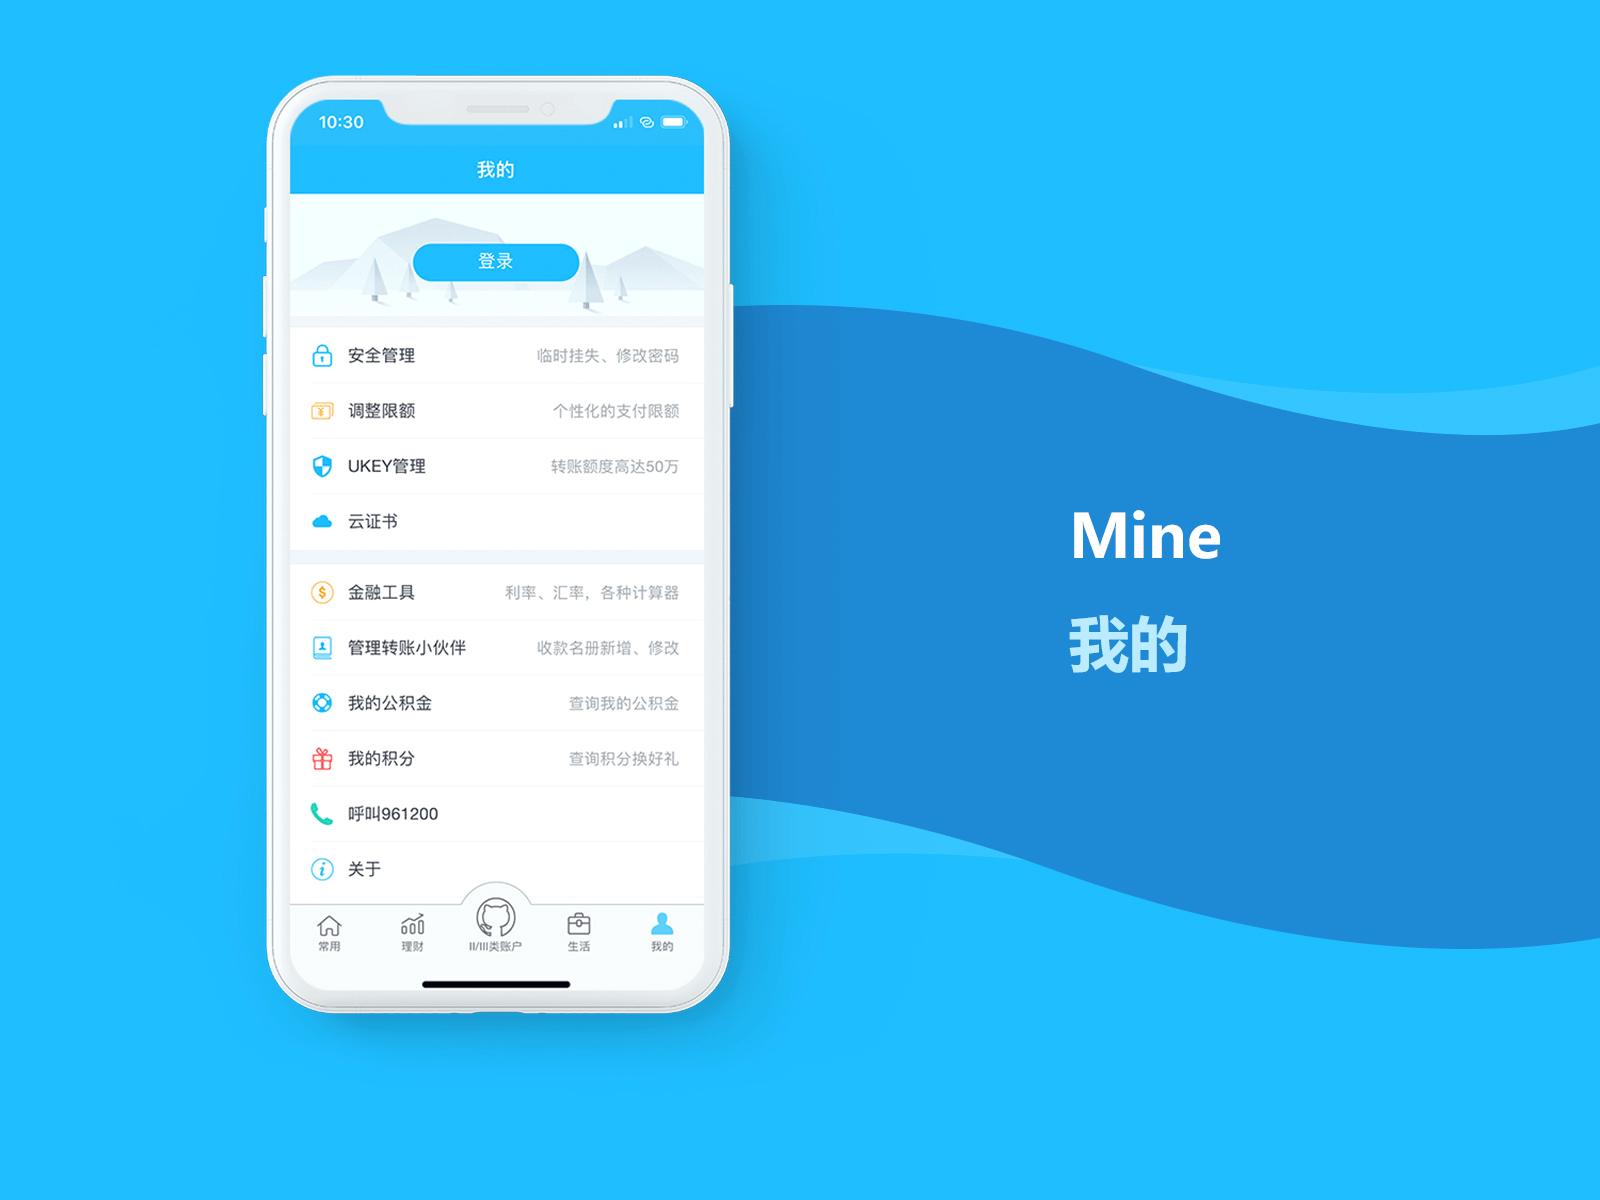 10:30
我的
登录
安全管理 临时挂失、修改密码
调整限额 个性化的支付限额
UKEY管理 转账额度高达50万
云证书
金融工具 利率、汇率，各种计算器
管理转账小伙伴 收款名册新增、修改
我的公积金 查询我的公积金
我的积分 查询积分换好礼
呼叫961200
关于
常用 理财 II/III类账户 生活 我的
Mine
我的